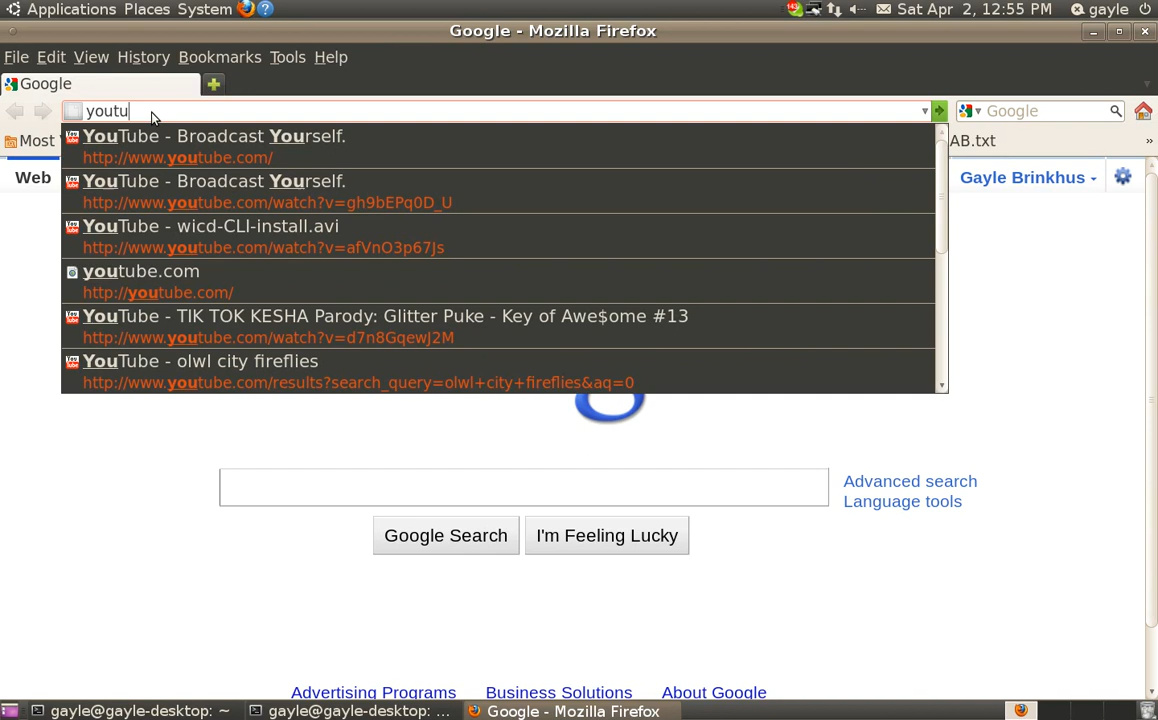 Applications Places System
Sat Apr 2, 12:55 PM gayle
Google - Mozilla Firefox
File Edit View History Bookmarks Tools Help
Google
youtu
Google
Most
AB.txt »
YouTube - Broadcast Yourself.
http://www.youtube.com/
YouTube - Broadcast Yourself.
http://www.youtube.com/watch?v=gh9bEPq0D_U
YouTube - wicd-CLI-install.avi
http://www.youtube.com/watch?v=afVnO3p67Js
youtube.com
http://youtube.com/
YouTube - TIK TOK KESHA Parody: Glitter Puke - Key of Awe$ome #13
http://www.youtube.com/watch?v=d7n8GqewJ2M
YouTube - olwl city fireflies
http://www.youtube.com/results?search_query=olwl+city+fireflies&aq=0
Web
Gayle Brinkhus
Advanced search
Language tools
Google Search I'm Feeling Lucky
Advertising Programs Business Solutions About Google
gayle@gayle-desktop: ~ gayle@gayle-desktop: ... Google - Mozilla Firefox